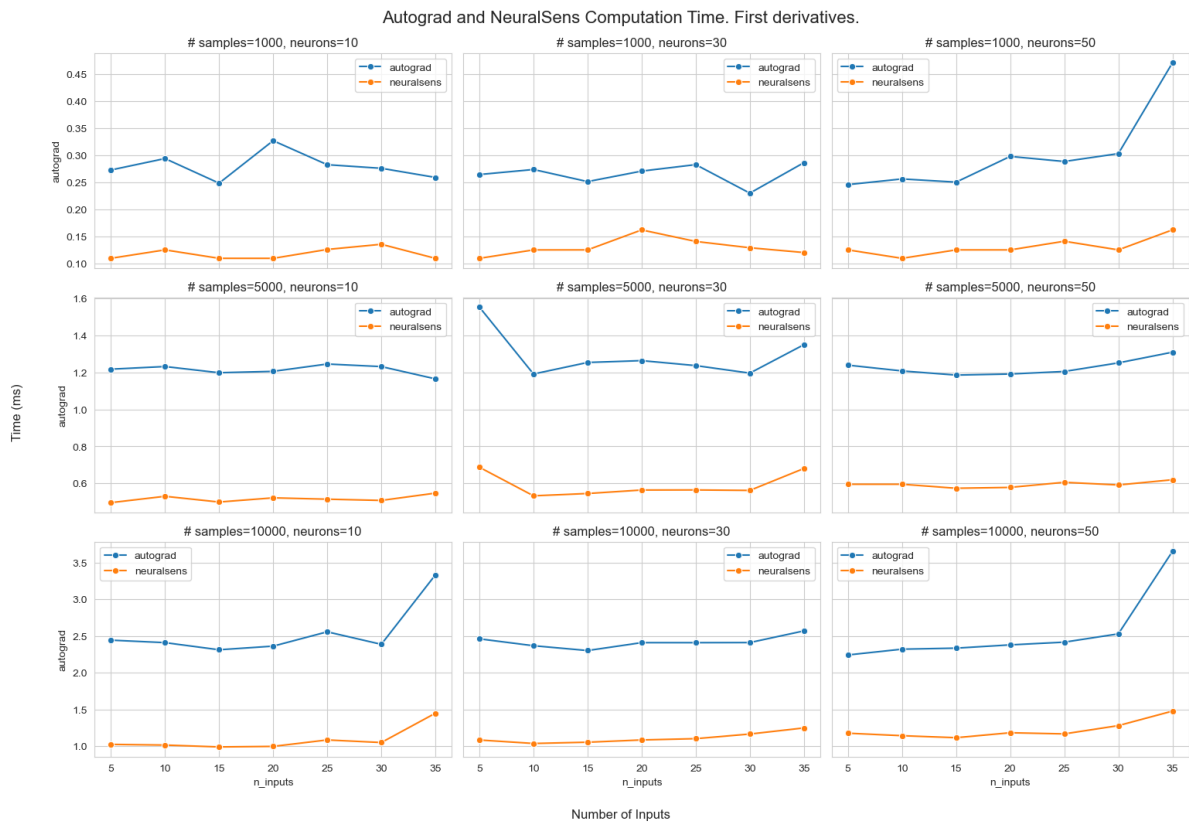 Autograd and NeuralSens Computation Time. First derivatives.
# samples=1000, neurons=10
# samples=1000, neurons=30
# samples=1000, neurons=50
autograd
neuralsens
autograd
neuralsens
autograd
neuralsens
0.45
0.40
0.35
0.30
0.25
0.20
0.15
0.10
autograd
# samples=5000, neurons=10
# samples=5000, neurons=30
# samples=5000, neurons=50
autograd
neuralsens
autograd
neuralsens
autograd
neuralsens
1.6
1.4
1.2
1.0
0.8
0.6
autograd
Time (ms)
# samples=10000, neurons=10
# samples=10000, neurons=30
# samples=10000, neurons=50
autograd
neuralsens
autograd
neuralsens
autograd
neuralsens
3.5
3.0
2.5
2.0
1.5
1.0
autograd
5 10 15 20 25 30 35
5 10 15 20 25 30 35
5 10 15 20 25 30 35
n_inputs
n_inputs
n_inputs
Number of Inputs